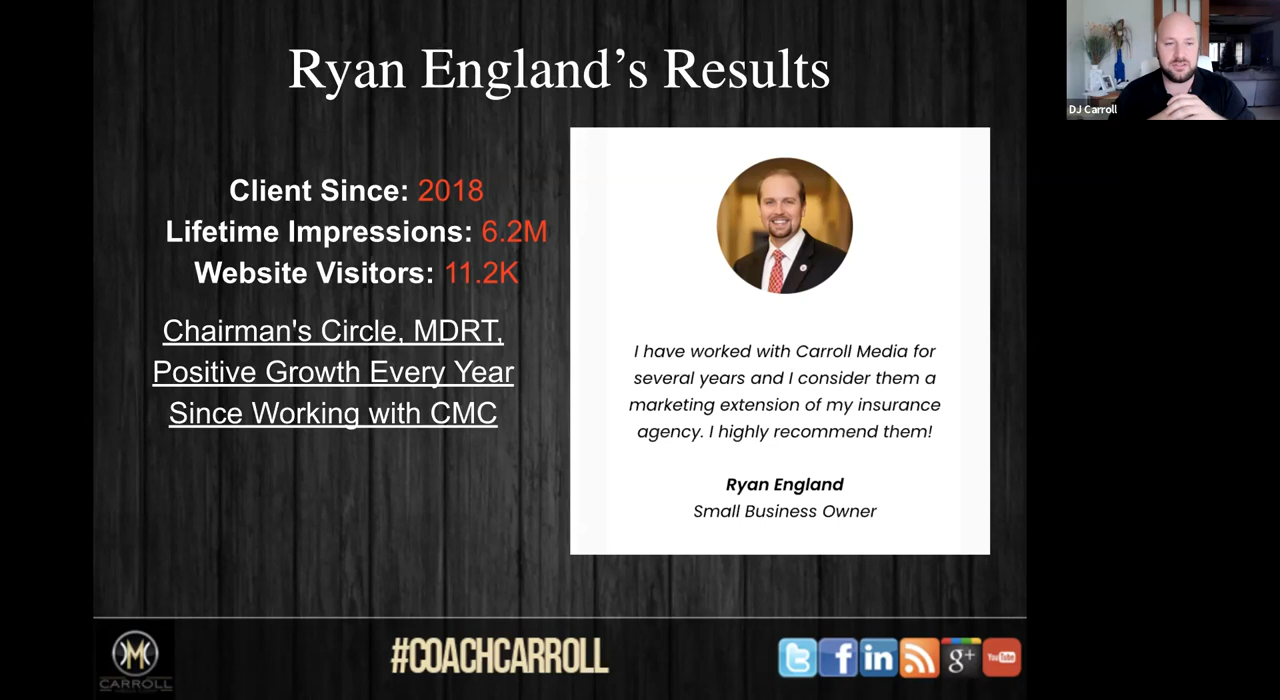 Ryan England’s Results
DJ Carroll
Client Since: 2018
Lifetime Impressions: 6.2M
Website Visitors: 11.2K
Chairman's Circle, MDRT,
Positive Growth Every Year
Since Working with CMC
I have worked with Carroll Media for
several years and I consider them a
marketing extension of my insurance
agency. I highly recommend them!
Ryan England
Small Business Owner
CARROLL
#COACHCARROLL
in
g+
YouTube